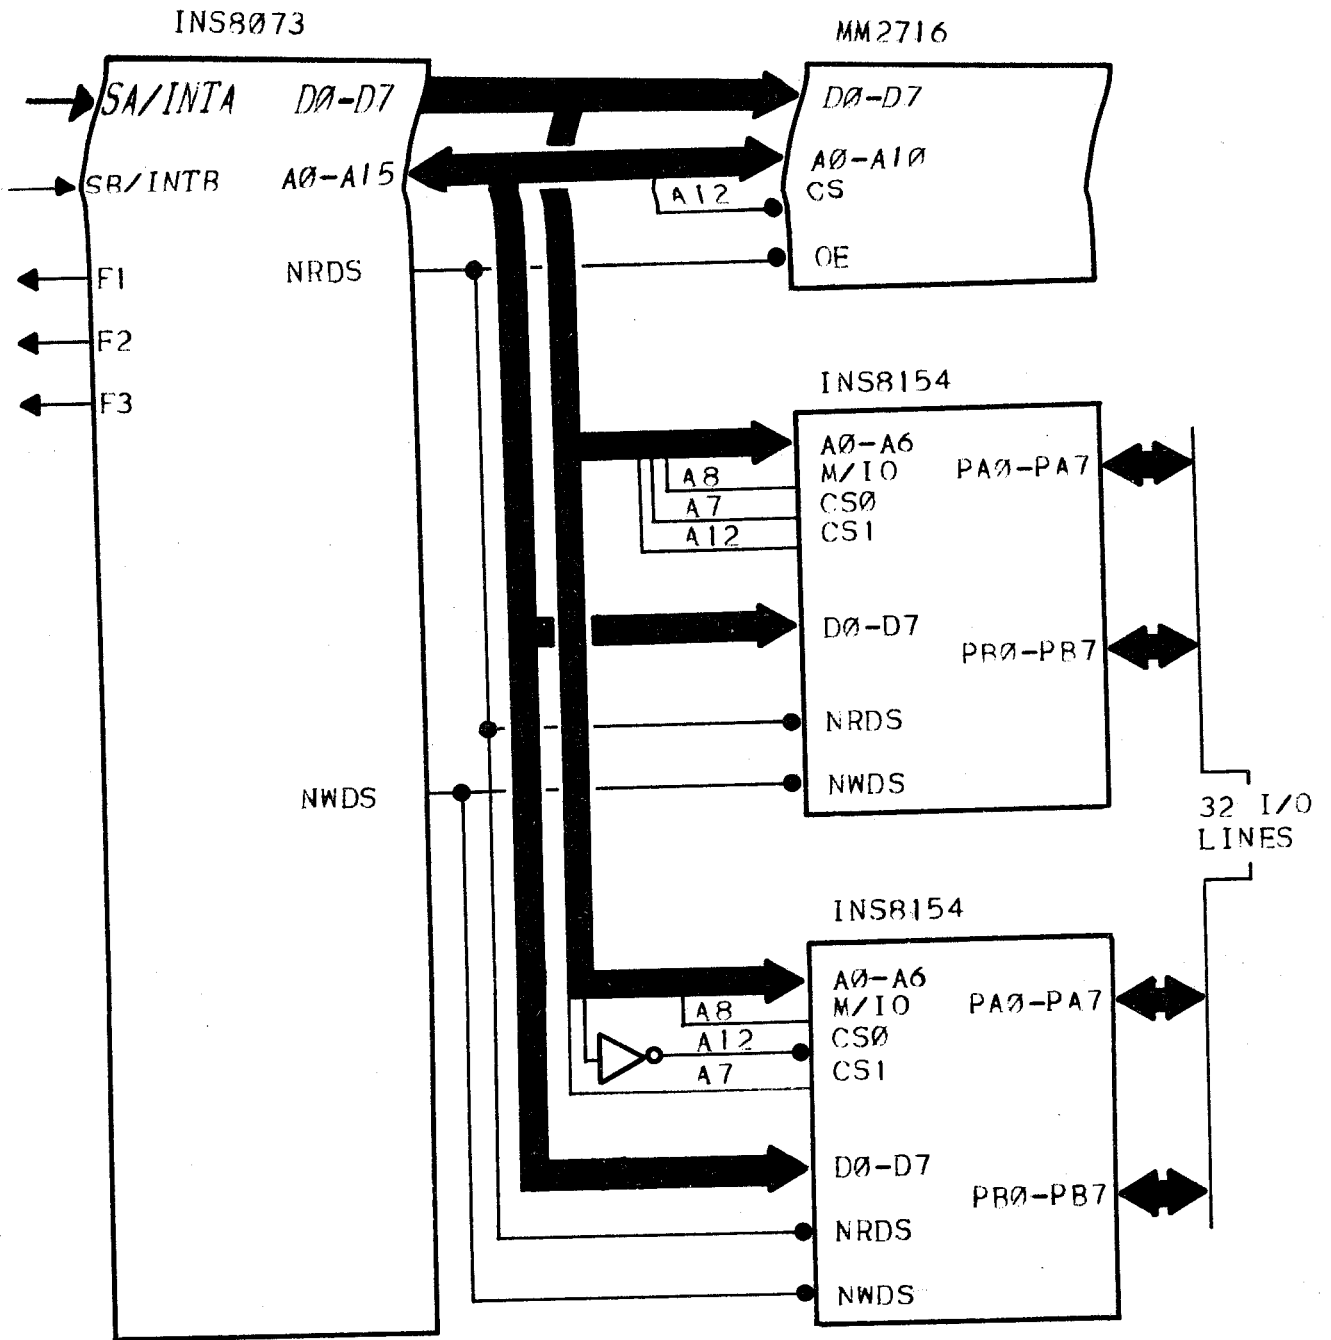 INS8Ø73
MM2716
SA/INTA DØ-D7
DØ-D7
SB/INTB AØ-A15
AØ-A1Ø
A12 CS
NRDS
OE
F1
F2
F3
INS8154
AØ-A6
M/IO
PAØ-PA7
A8
CSØ
A7
CS1
A12
DØ-D7
PBØ-PB7
NRDS
NWDS
NWDS
32 I/O
LINES
INS8154
AØ-A6
M/IO
PAØ-PA7
A8
CSØ
A12
CS1
A7
DØ-D7
PBØ-PB7
NRDS
NWDS